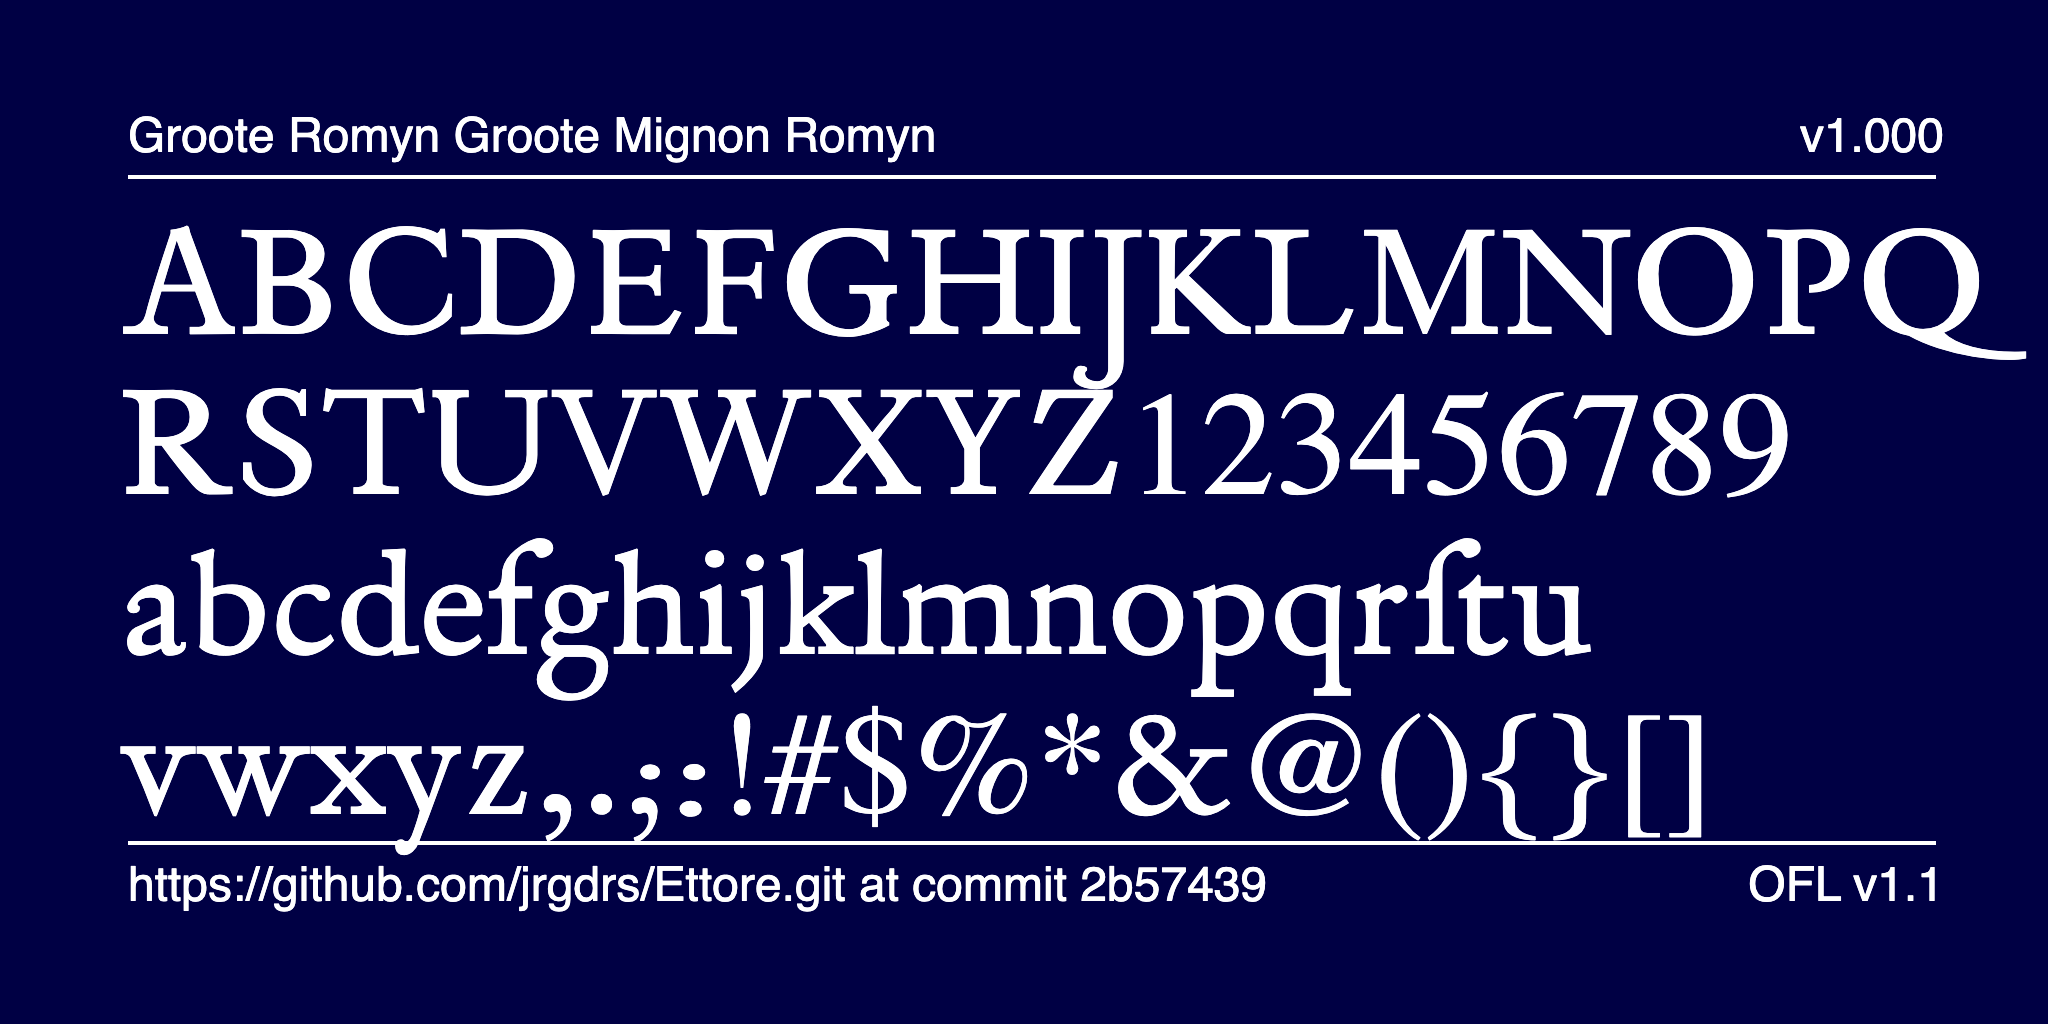 Groote Romyn Groote Mignon Romyn v1.000
ABCDEFGHIJKLMNOPQ
RSTUVWXYZ123456789
abcdefghijklmnopqrſtu
vwxyz,.;:!#$%*&@(){}[]
https://github.com/jrgdrs/Ettore.git at commit 2b57439 OFL v1.1